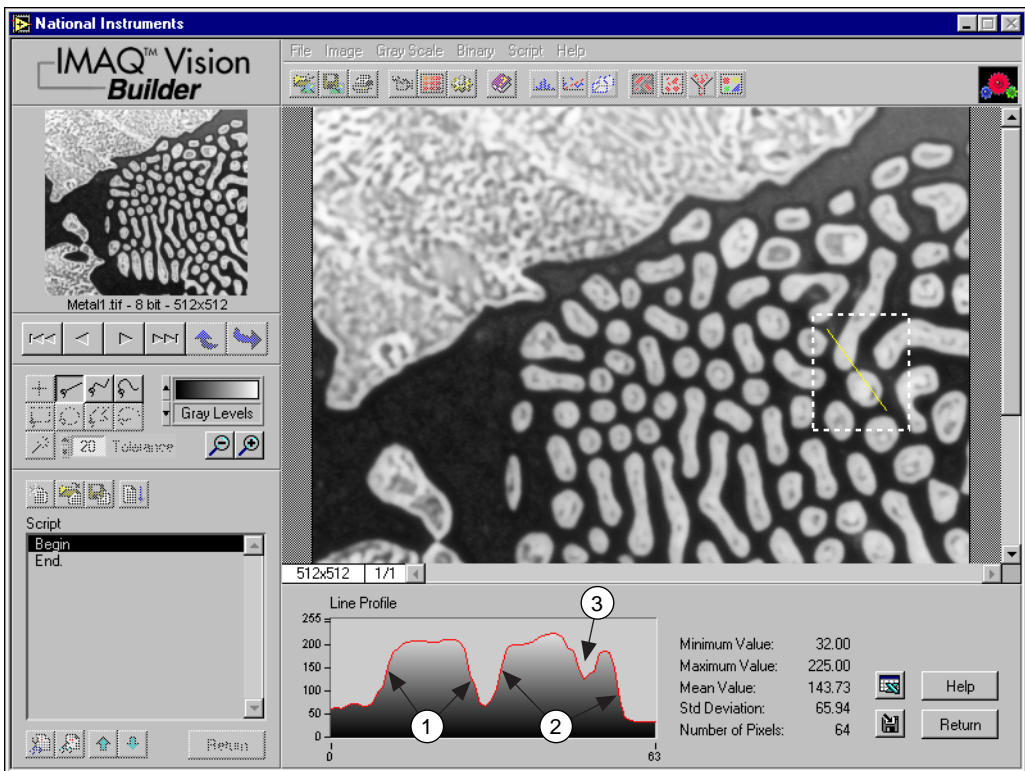 National Instruments
IMAQ™ Vision
Builder
File Image Gray Scale Binary Script Help
Metal1.tif - 8 bit - 512x512
Gray Levels
20 Tolerance
Script
Begin
End.
Return
512x512 1/1
Line Profile
255
200
150
100
50
0
0 63
1
2
3
Minimum Value: 32.00
Maximum Value: 225.00
Mean Value: 143.73
Std Deviation: 65.94
Number of Pixels: 64
Help
Return